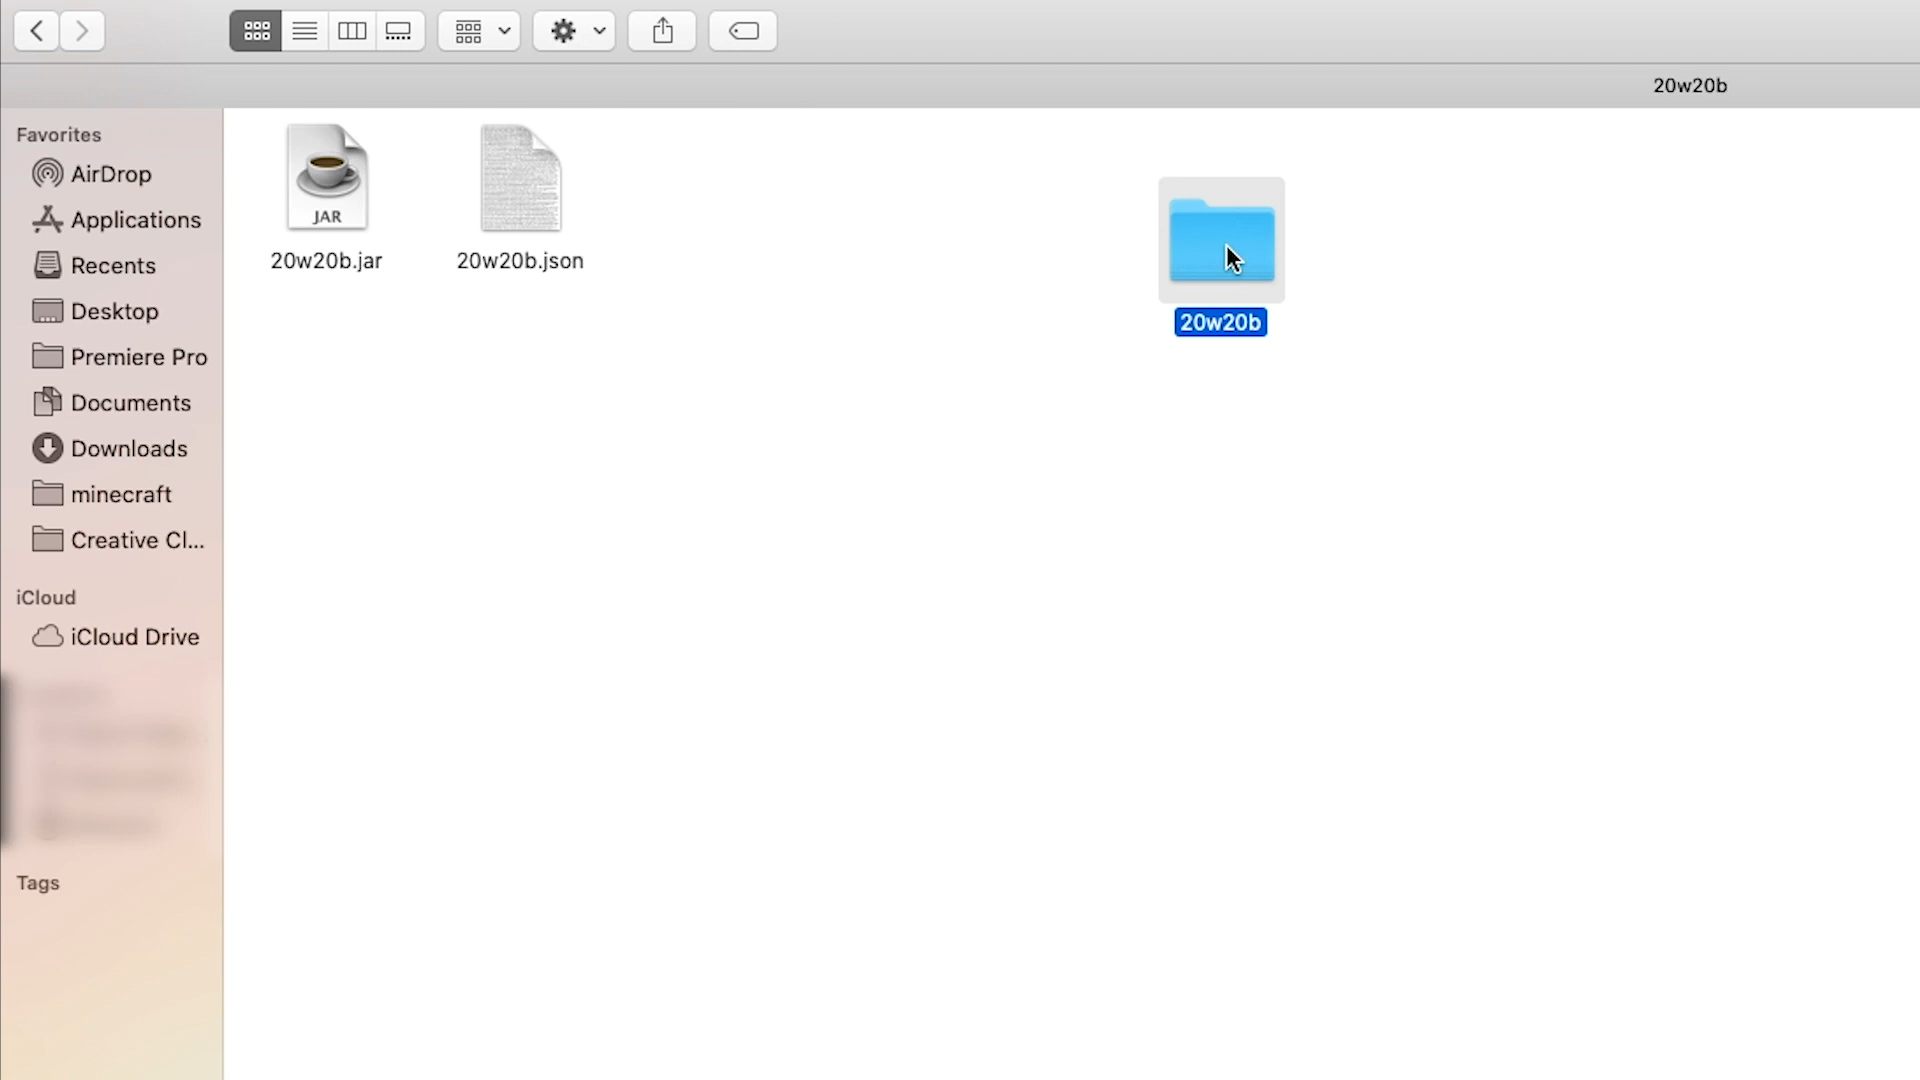 20w20b
Favorites
AirDrop
Applications
Recents
Desktop
Premiere Pro
Documents
Downloads
minecraft
Creative Cl...
iCloud
iCloud Drive
Tags
JAR
20w20b.jar
20w20b.json
20w20b